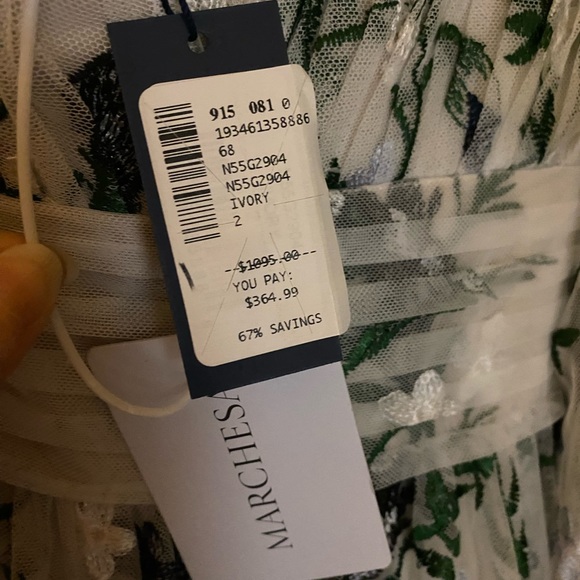 915 081 0
193461358886
68
N55G2904
N55G2904
IVORY
2
--$1095.00--
YOU PAY:
$364.99
67% SAVINGS
MARCHESA